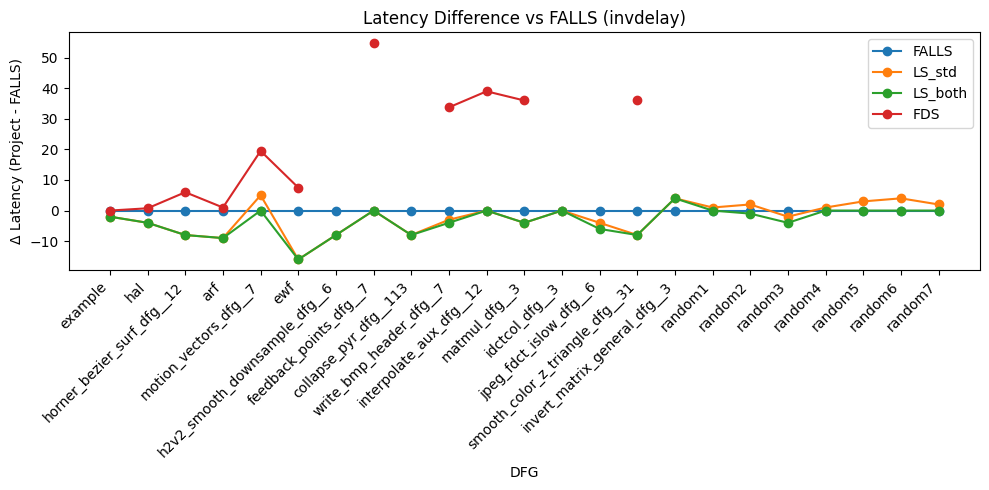 Latency Difference vs FALLS (invdelay)
Δ Latency (Project - FALLS)
50
40
30
20
10
0
−10
FALLS
LS_std
LS_both
FDS
example
hal
horner_bezier_surf_dfg__12
arf
motion_vectors_dfg__7
ewf
h2v2_smooth_downsample_dfg__6
feedback_points_dfg__7
collapse_pyr_dfg__113
write_bmp_header_dfg__7
interpolate_aux_dfg__12
matmul_dfg__3
idctcol_dfg__3
jpeg_fdct_islow_dfg__6
smooth_color_z_triangle_dfg__31
invert_matrix_general_dfg__3
random1
random2
random3
random4
random5
random6
random7
DFG